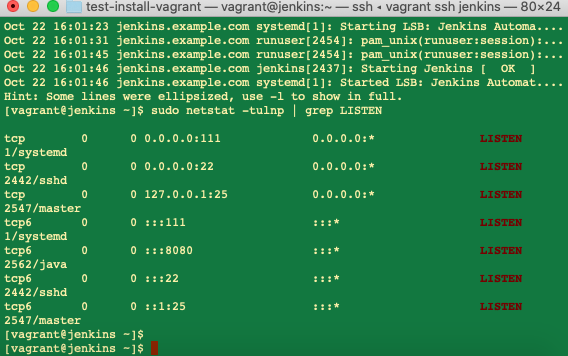 test-install-vagrant — vagrant@jenkins:~ — ssh ◂ vagrant ssh jenkins — 80×24
Oct 22 16:01:23 jenkins.example.com systemd[1]: Starting LSB: Jenkins Automa....
Oct 22 16:01:31 jenkins.example.com runuser[2454]: pam_unix(runuser:session):...
Oct 22 16:01:45 jenkins.example.com runuser[2454]: pam_unix(runuser:session):...
Oct 22 16:01:46 jenkins.example.com jenkins[2437]: Starting Jenkins [  OK  ]
Oct 22 16:01:46 jenkins.example.com systemd[1]: Started LSB: Jenkins Automat....
Hint: Some lines were ellipsized, use -l to show in full.
[vagrant@jenkins ~]$ sudo netstat -tulnp | grep LISTEN
tcp        0      0 0.0.0.0:111             0.0.0.0:*               LISTEN
1/systemd
tcp        0      0 0.0.0.0:22              0.0.0.0:*               LISTEN
2442/sshd
tcp        0      0 127.0.0.1:25            0.0.0.0:*               LISTEN
2547/master
tcp6       0      0 :::111                  :::*                    LISTEN
1/systemd
tcp6       0      0 :::8080                 :::*                    LISTEN
2562/java
tcp6       0      0 :::22                   :::*                    LISTEN
2442/sshd
tcp6       0      0 ::1:25                  :::*                    LISTEN
2547/master
[vagrant@jenkins ~]$
[vagrant@jenkins ~]$